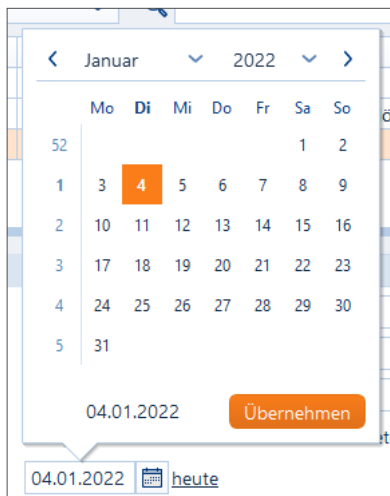 Januar 2022
Mo Di Mi Do Fr Sa So
52 1 2
1 3 4 5 6 7 8 9
2 10 11 12 13 14 15 16
3 17 18 19 20 21 22 23
4 24 25 26 27 28 29 30
5 31
04.01.2022 Übernehmen
04.01.2022 heute